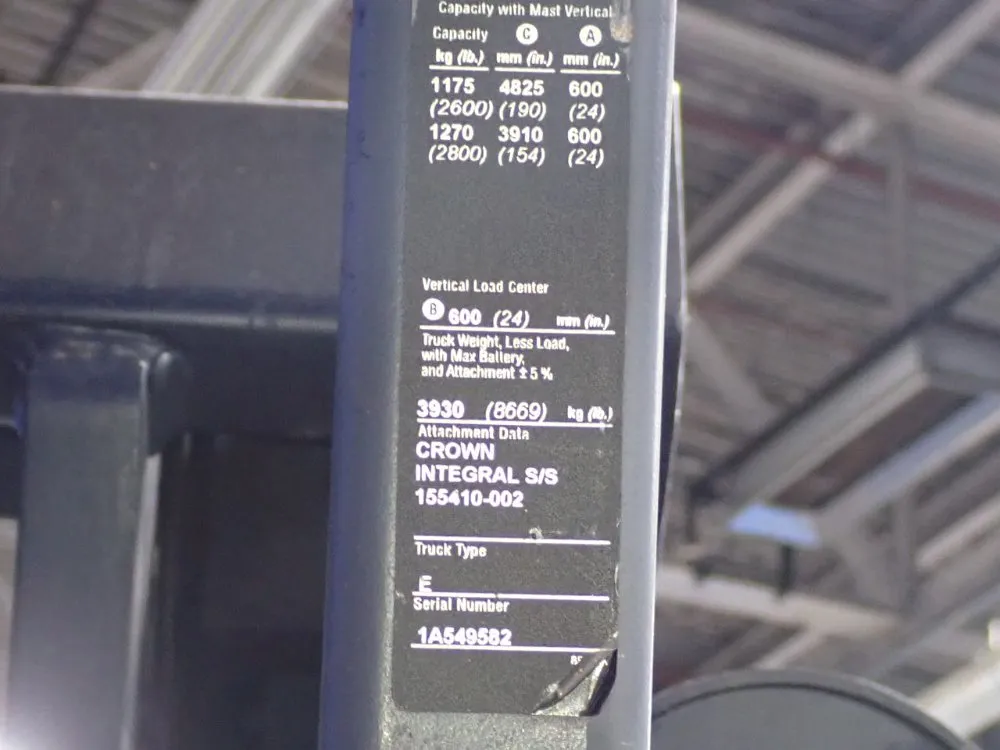 Capacity with Mast Vertical
Capacity C A
kg (lb.) mm (in.) mm (in.)
1175 4825 600
(2600) (190) (24)
1270 3910 600
(2800) (154) (24)
Vertical Load Center
B 600 (24) mm (in.)
Truck Weight, Less Load,
with Max Battery,
and Attachment ± 5 %
3930 (8669) kg (lb.)
Attachment Data
CROWN
INTEGRAL S/S
155410-002
Truck Type
E
Serial Number
1A549582